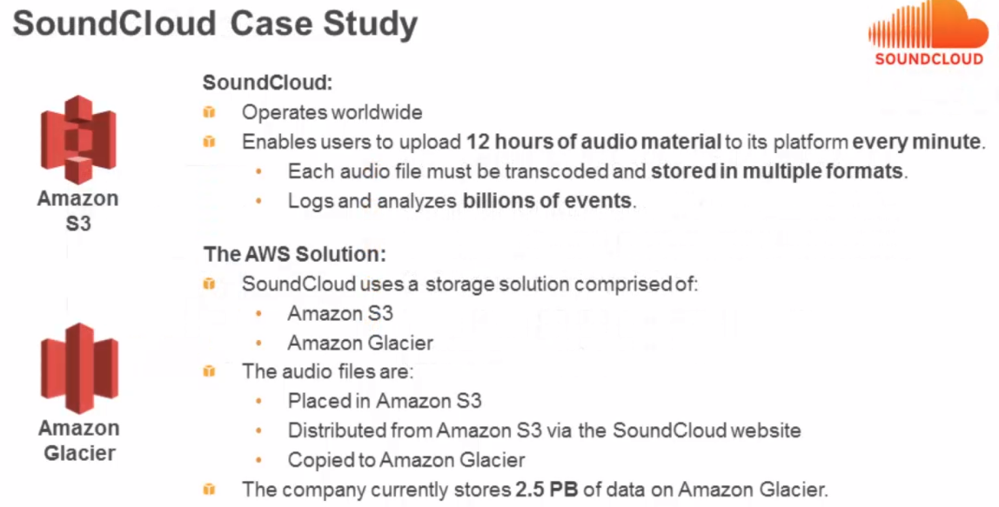 SoundCloud Case Study
SOUNDCLOUD
SoundCloud:
Operates worldwide
Enables users to upload 12 hours of audio material to its platform every minute.
Each audio file must be transcoded and stored in multiple formats.
Logs and analyzes billions of events.
Amazon
S3
The AWS Solution:
SoundCloud uses a storage solution comprised of:
Amazon S3
Amazon Glacier
The audio files are:
Placed in Amazon S3
Distributed from Amazon S3 via the SoundCloud website
Copied to Amazon Glacier
The company currently stores 2.5 PB of data on Amazon Glacier.
Amazon
Glacier